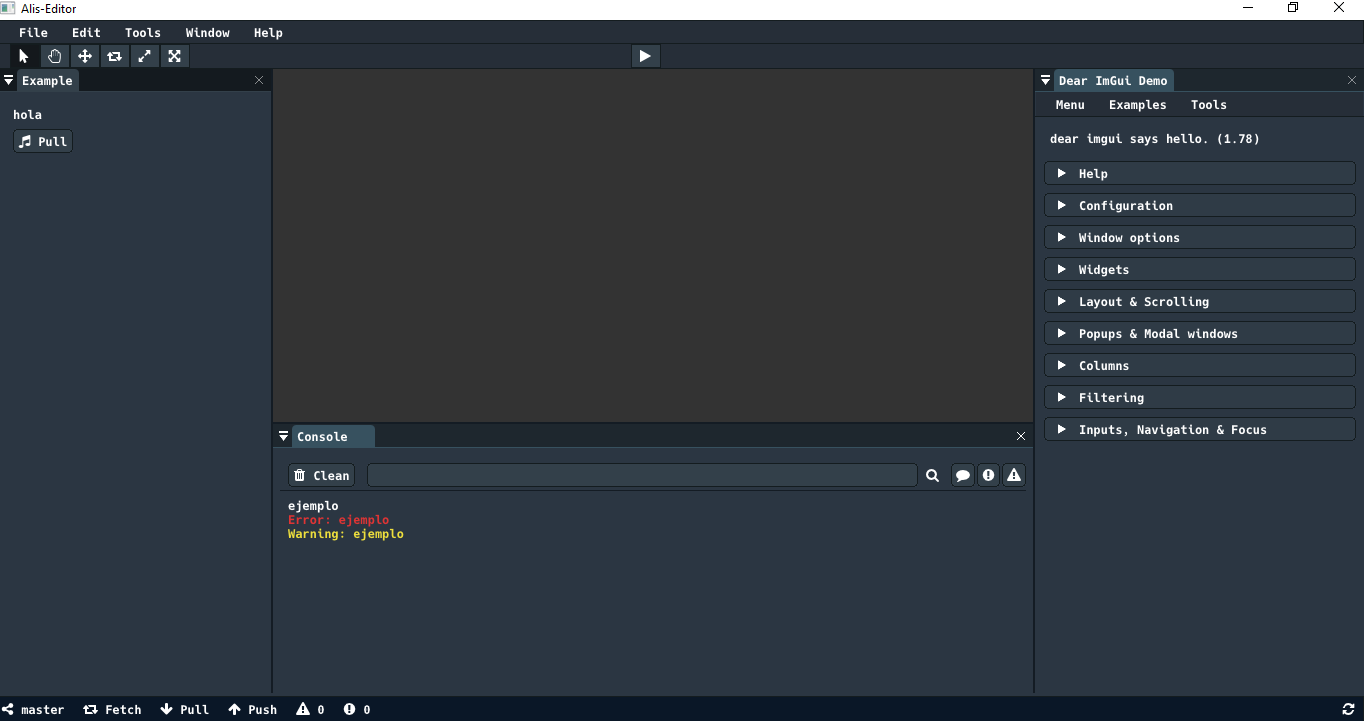 Alis-Editor
File Edit Tools Window Help
Example
hola
Pull
Console
Clean
ejemplo
Error: ejemplo
Warning: ejemplo
Dear ImGui Demo
Menu Examples Tools
dear imgui says hello. (1.78)
Help
Configuration
Window options
Widgets
Layout & Scrolling
Popups & Modal windows
Columns
Filtering
Inputs, Navigation & Focus
master Fetch Pull Push 0 0